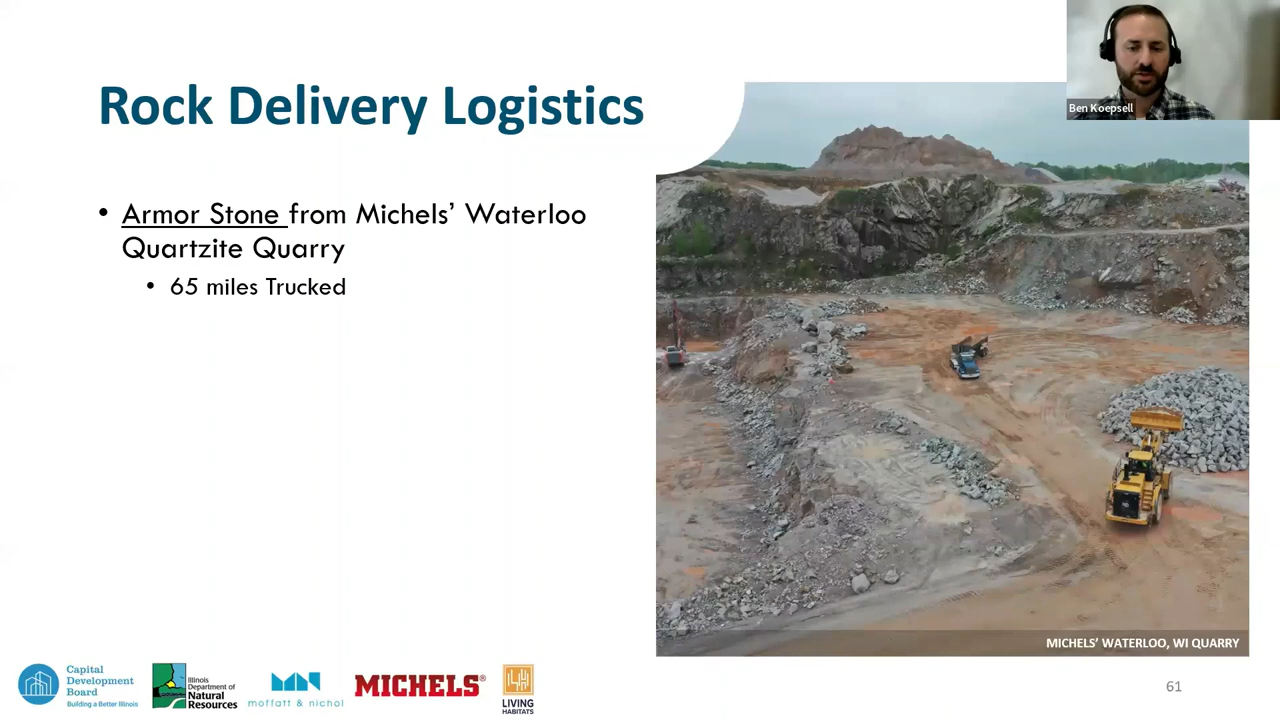 Ben Koepsell
Rock Delivery Logistics
• Armor Stone from Michels’ Waterloo
Quartzite Quarry
• 65 miles Trucked
MICHELS’ WATERLOO, WI QUARRY
Capital
Development
Board
Building a Better Illinois
Illinois
Department of
Natural
Resources
moffatt & nichol
MICHELS®
LIVING
HABITATS
61